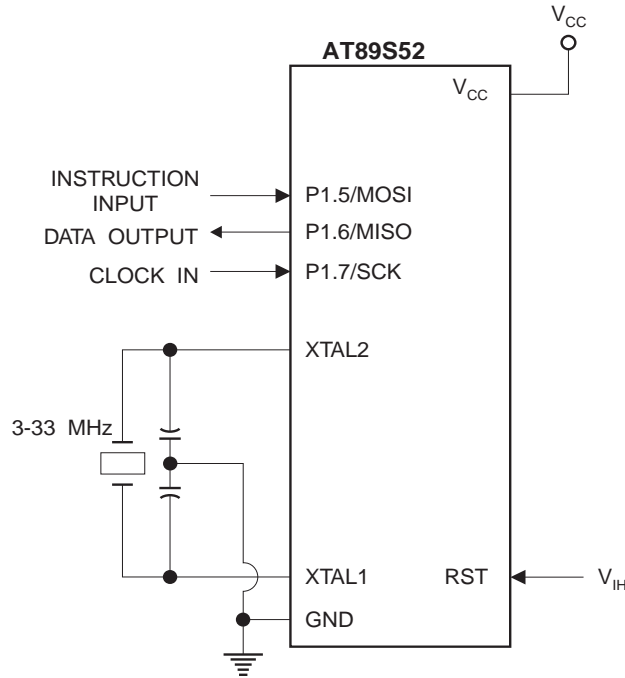 V_CC
AT89S52
V_CC
INSTRUCTION
INPUT
P1.5/MOSI
DATA OUTPUT
P1.6/MISO
CLOCK IN
P1.7/SCK
XTAL2
3-33 MHz
XTAL1
RST
V_IH
GND